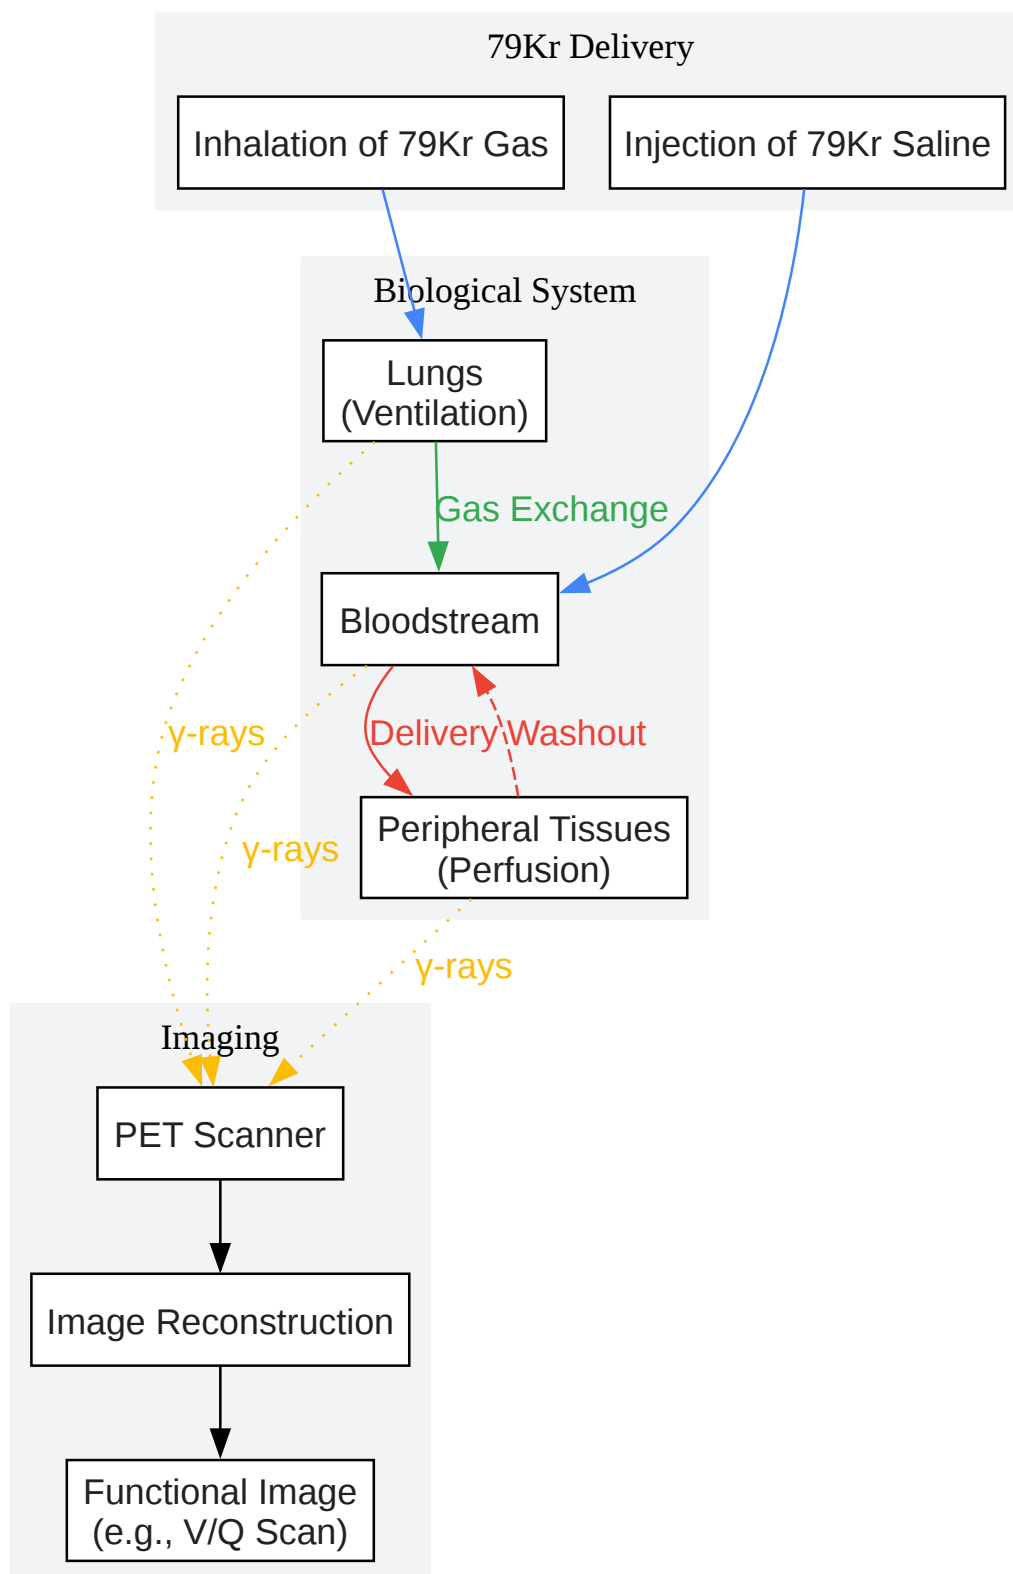 79Kr Delivery
Inhalation of 79Kr Gas
Injection of 79Kr Saline
Biological System
Lungs
(Ventilation)
Gas Exchange
Bloodstream
γ-rays
Delivery
Washout
Peripheral Tissues
(Perfusion)
γ-rays
γ-rays
Imaging
PET Scanner
Image Reconstruction
Functional Image
(e.g., V/Q Scan)